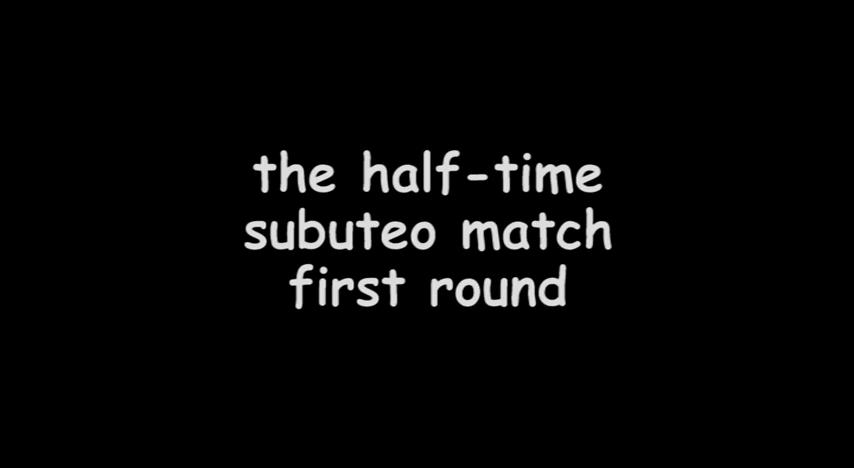 the half-time
subuteo match
first round